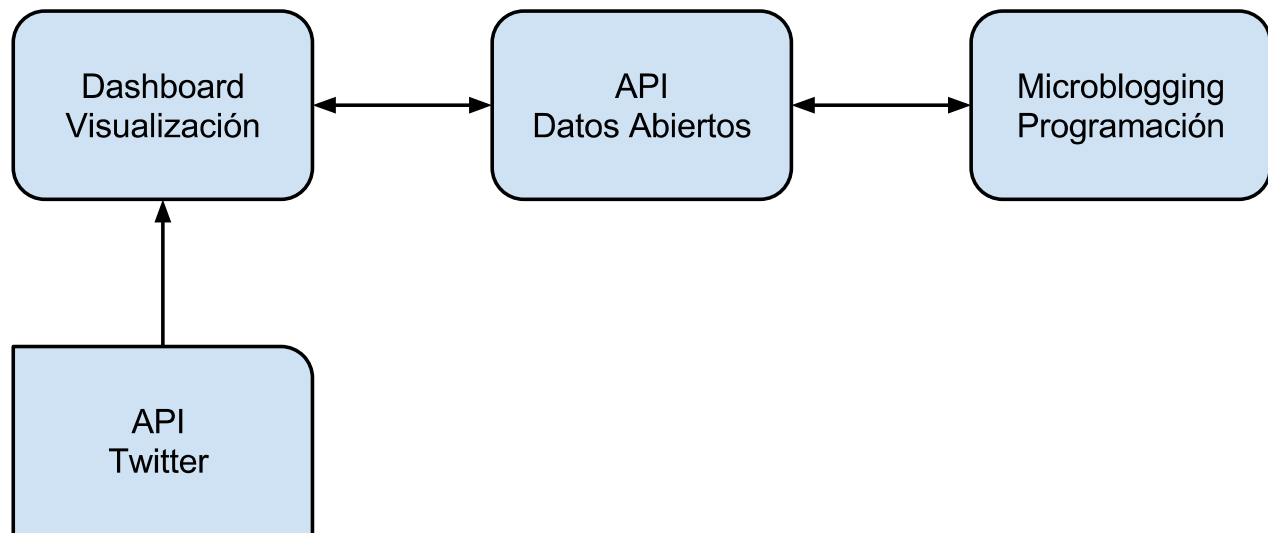 Dashboard
Visualización
API
Datos Abiertos
Microblogging
Programación
API
Twitter